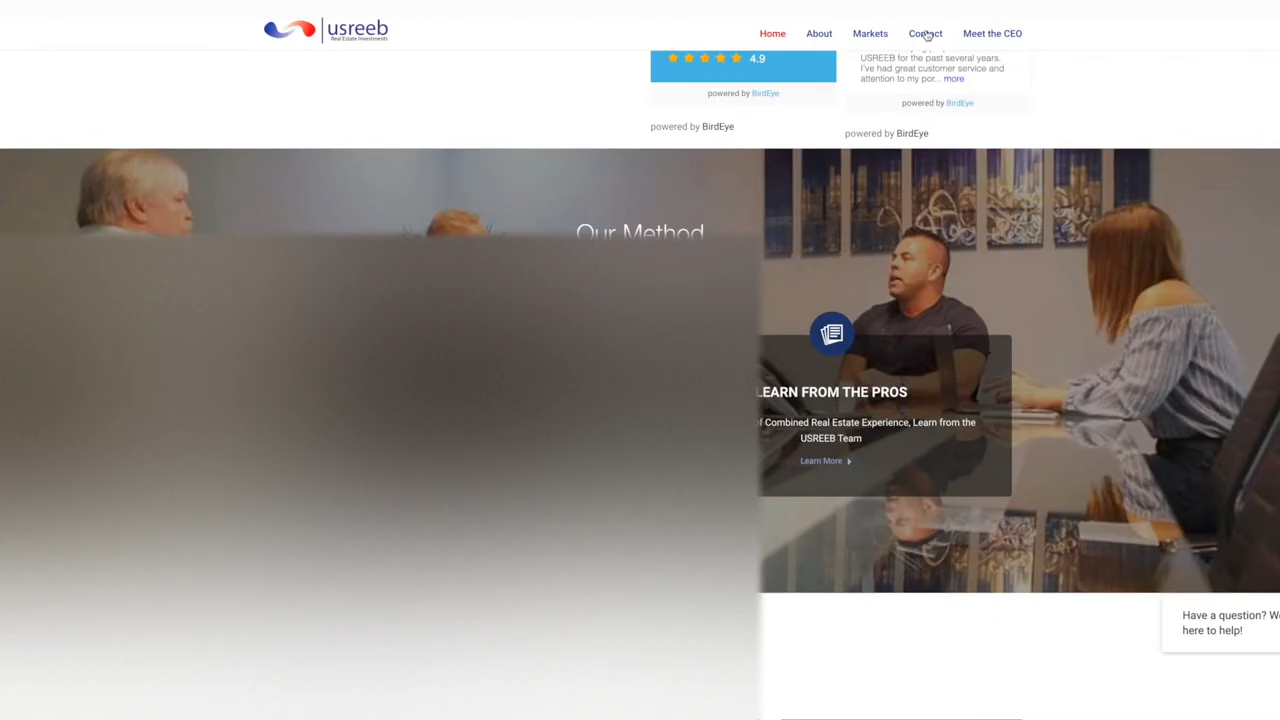 usreeb
Real Estate Investments
Home About Markets Contact Meet the CEO
4.9
powered by BirdEye
powered by BirdEye
USREEB for the past several years.
I've had great customer service and
attention to my por... more
powered by BirdEye
powered by BirdEye
Our Method
LEARN FROM THE PROS
of Combined Real Estate Experience, Learn from the
USREEB Team
Learn More
Have a question? We
here to help!